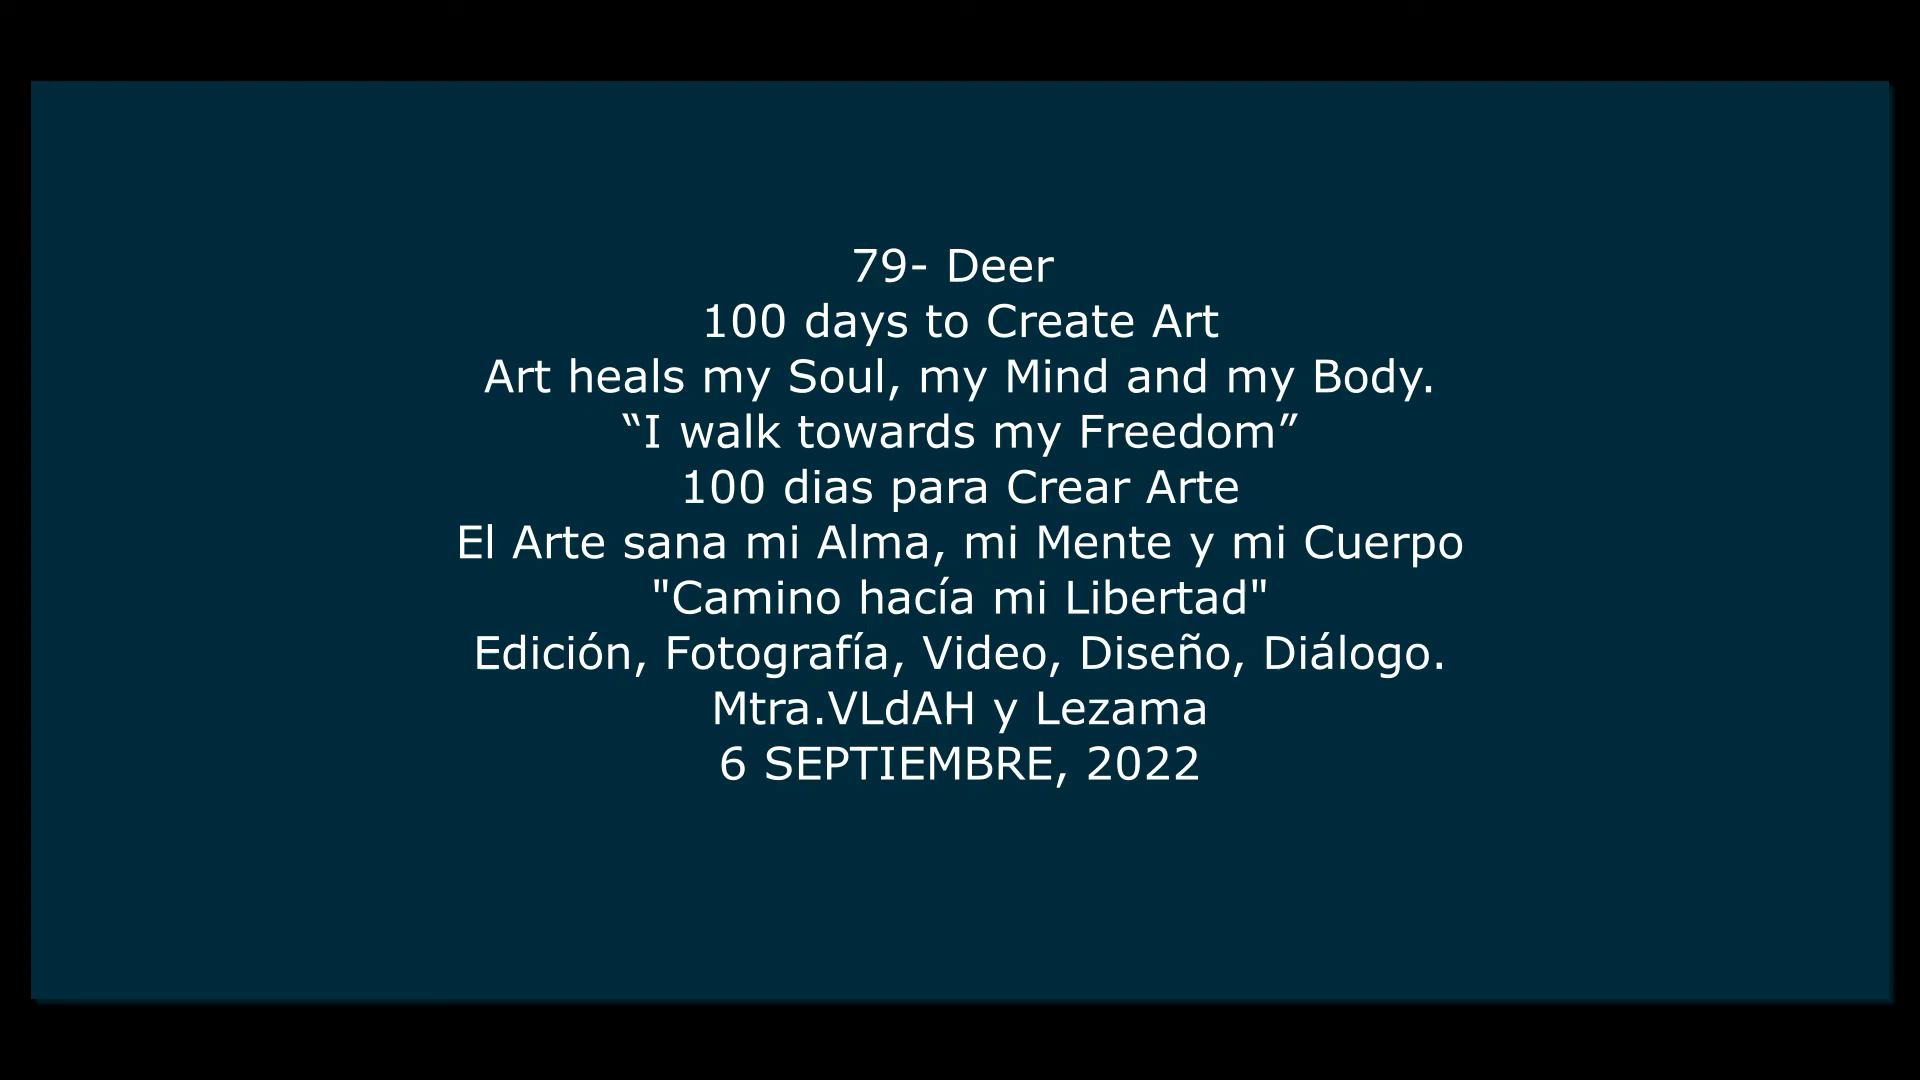 79- Deer
100 days to Create Art
Art heals my Soul, my Mind and my Body.
“I walk towards my Freedom”
100 dias para Crear Arte
El Arte sana mi Alma, mi Mente y mi Cuerpo
"Camino hacía mi Libertad"
Edición, Fotografía, Video, Diseño, Diálogo.
Mtra.VLdAH y Lezama
6 SEPTIEMBRE, 2022